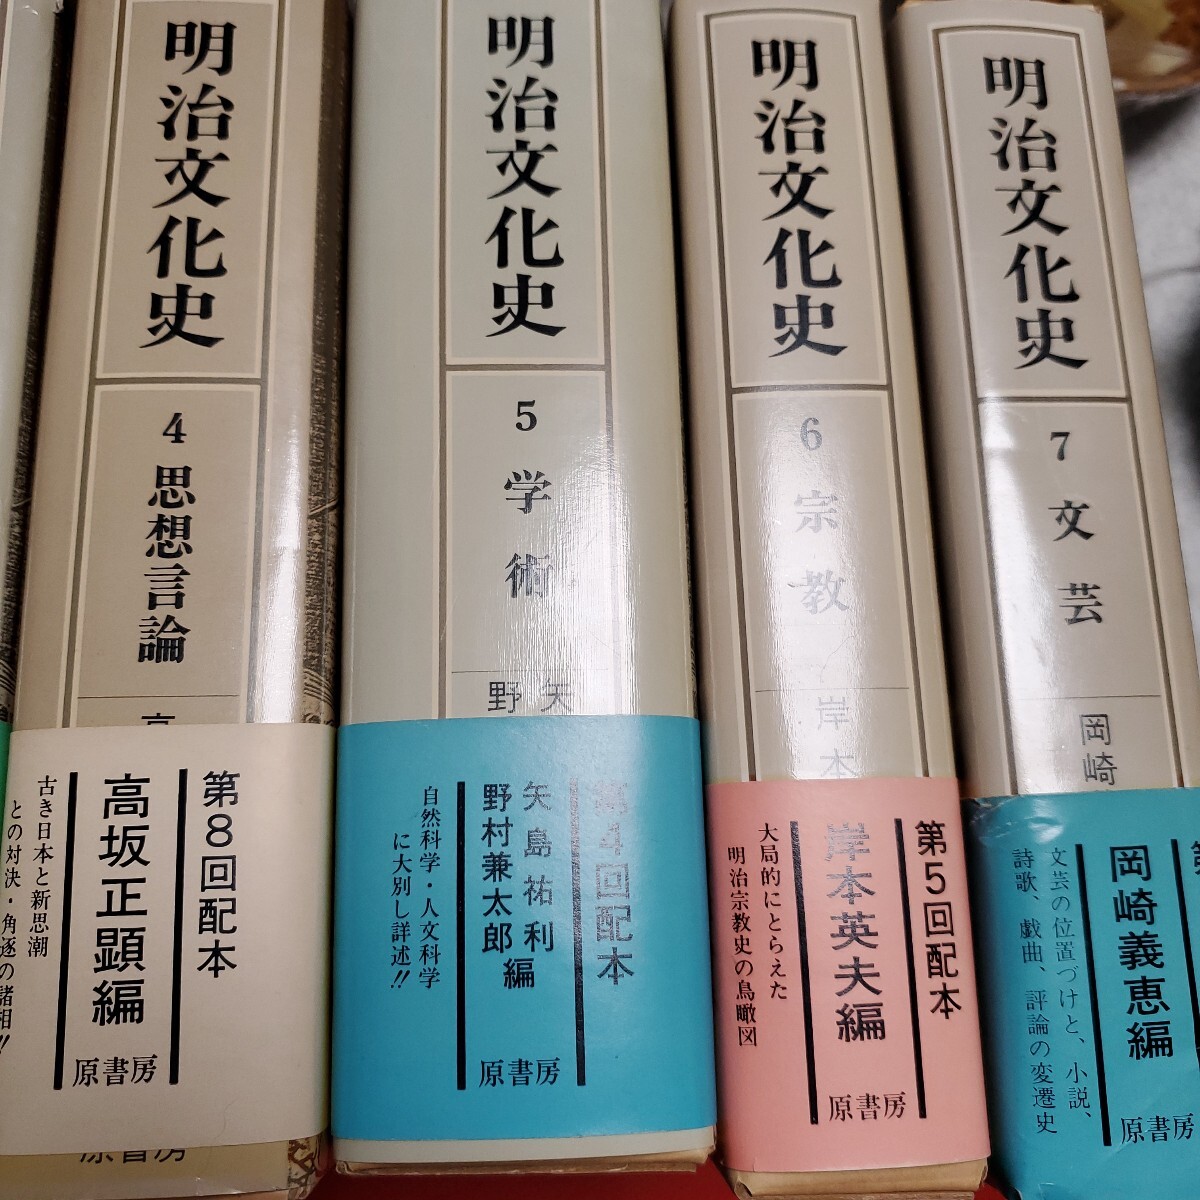 明治文化史
4 思想言論
高
第8回配本
高坂正顕編
古き日本と新思潮
との対決・角逐の諸相!!
原書房
原書房
明治文化史
5 学術
矢
野
第4回配本
矢島祐利
野村兼太郎編
自然科学・人文科学
に大別し詳述!!
原書房
明治文化史
6 宗教
岸本
第5回配本
岸本英夫編
大局的にとらえた
明治宗教史の鳥瞰図
原書房
明治文化史
7 文芸
岡崎
第
岡崎義恵編
文芸の位置づけと、小説、
詩歌、戯曲、評論の変遷史
原書房